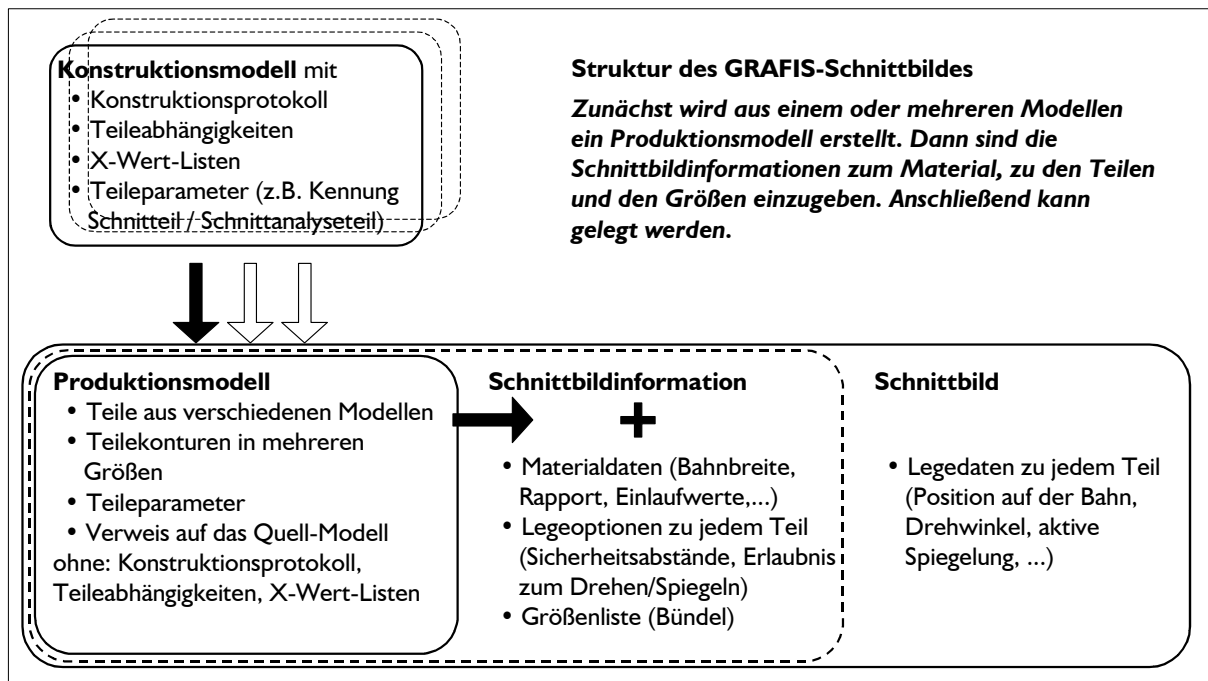 Konstruktionsmodell mit
• Konstruktionsprotokoll
• Teileabhängigkeiten
• X-Wert-Listen
• Teileparameter (z.B. Kennung
Schnitteil / Schnittanalyseteil)
Struktur des GRAFIS-Schnittbildes
Zunächst wird aus einem oder mehreren Modellen
ein Produktionsmodell erstellt. Dann sind die
Schnittbildinformationen zum Material, zu den Teilen
und den Größen einzugeben. Anschließend kann
gelegt werden.
Produktionsmodell
• Teile aus verschiedenen Modellen
• Teilekonturen in mehreren
Größen
• Teileparameter
• Verweis auf das Quell-Modell
ohne: Konstruktionsprotokoll,
Teileabhängigkeiten, X-Wert-Listen
Schnittbildinformation
+
• Materialdaten (Bahnbreite,
Rapport, Einlaufwerte,...)
• Legeoptionen zu jedem Teil
(Sicherheitsabstände, Erlaubnis
zum Drehen/Spiegeln)
• Größenliste (Bündel)
Schnittbild
• Legedaten zu jedem Teil
(Position auf der Bahn,
Drehwinkel, aktive
Spiegelung, ...)